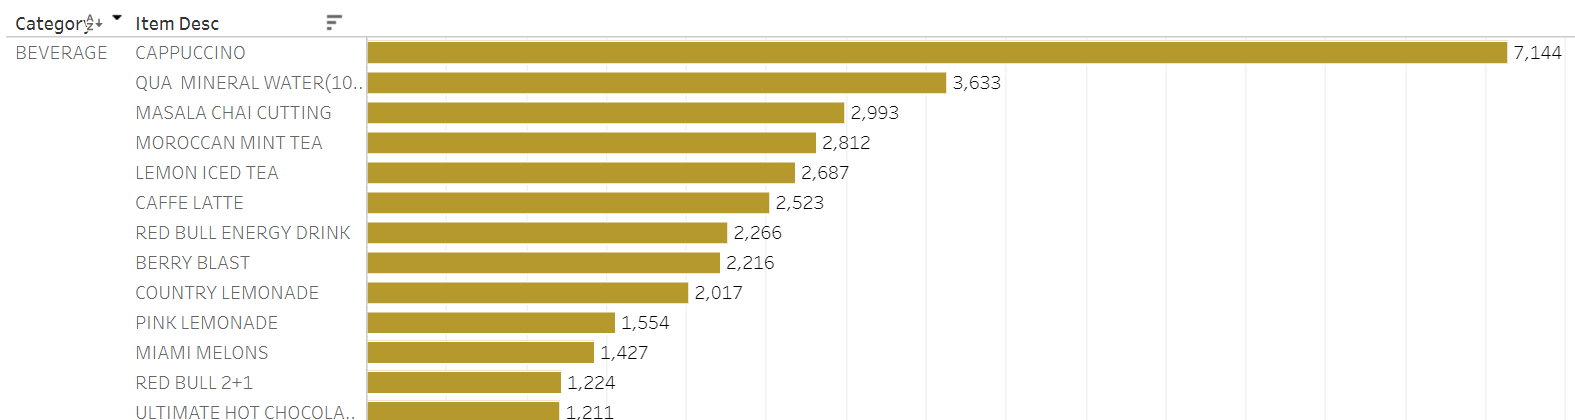 Category Item Desc
BEVERAGE CAPPUCCINO 7,144
QUA MINERAL WATER(10.. 3,633
MASALA CHAI CUTTING 2,993
MOROCCAN MINT TEA 2,812
LEMON ICED TEA 2,687
CAFFE LATTE 2,523
RED BULL ENERGY DRINK 2,266
BERRY BLAST 2,216
COUNTRY LEMONADE 2,017
PINK LEMONADE 1,554
MIAMI MELONS 1,427
RED BULL 2+1 1,224
ULTIMATE HOT CHOCOLA.. 1,211